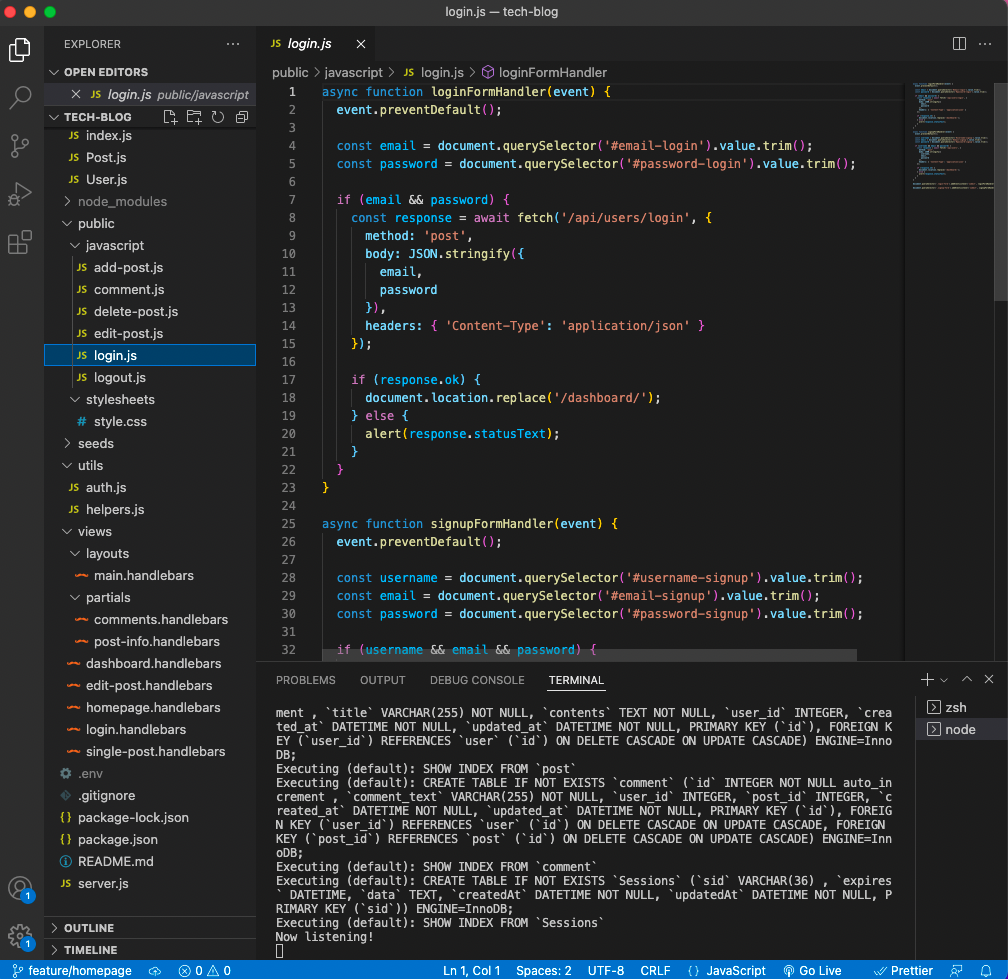 login.js — tech-blog
EXPLORER
OPEN EDITORS
JS login.js public/javascript
TECH-BLOG
JS index.js
JS Post.js
JS User.js
node_modules
public
javascript
JS add-post.js
JS comment.js
JS delete-post.js
JS edit-post.js
JS login.js
JS logout.js
stylesheets
# style.css
seeds
utils
JS auth.js
JS helpers.js
views
layouts
main.handlebars
partials
comments.handlebars
post-info.handlebars
dashboard.handlebars
edit-post.handlebars
homepage.handlebars
login.handlebars
single-post.handlebars
.env
.gitignore
{} package-lock.json
{} package.json
README.md
JS server.js
OUTLINE
TIMELINE
1
1
JS login.js
public > javascript > JS login.js > loginFormHandler
1 async function loginFormHandler(event) {
2 event.preventDefault();
3
4 const email = document.querySelector('#email-login').value.trim();
5 const password = document.querySelector('#password-login').value.trim();
6
7 if (email && password) {
8 const response = await fetch('/api/users/login', {
9 method: 'post',
10 body: JSON.stringify({
11 email,
12 password
13 }),
14 headers: { 'Content-Type': 'application/json' }
15 });
16
17 if (response.ok) {
18 document.location.replace('/dashboard/');
19 } else {
20 alert(response.statusText);
21 }
22 }
23 }
24
25 async function signupFormHandler(event) {
26 event.preventDefault();
27
28 const username = document.querySelector('#username-signup').value.trim();
29 const email = document.querySelector('#email-signup').value.trim();
30 const password = document.querySelector('#password-signup').value.trim();
31
32 if (username && email && password) {
PROBLEMS OUTPUT DEBUG CONSOLE TERMINAL
ment , `title` VARCHAR(255) NOT NULL, `contents` TEXT NOT NULL, `user_id` INTEGER, `crea
ted_at` DATETIME NOT NULL, `updated_at` DATETIME NOT NULL, PRIMARY KEY (`id`), FOREIGN K
EY (`user_id`) REFERENCES `user` (`id`) ON DELETE CASCADE ON UPDATE CASCADE) ENGINE=Inno
DB;
Executing (default): SHOW INDEX FROM `post`
Executing (default): CREATE TABLE IF NOT EXISTS `comment` (`id` INTEGER NOT NULL auto_in
crement , `comment_text` VARCHAR(255) NOT NULL, `user_id` INTEGER, `post_id` INTEGER, `c
reated_at` DATETIME NOT NULL, `updated_at` DATETIME NOT NULL, PRIMARY KEY (`id`), FOREIG
N KEY (`user_id`) REFERENCES `user` (`id`) ON DELETE CASCADE ON UPDATE CASCADE, FOREIGN
KEY (`post_id`) REFERENCES `post` (`id`) ON DELETE CASCADE ON UPDATE CASCADE) ENGINE=Inn
oDB;
Executing (default): SHOW INDEX FROM `comment`
Executing (default): CREATE TABLE IF NOT EXISTS `Sessions` (`sid` VARCHAR(36) , `expires
` DATETIME, `data` TEXT, `createdAt` DATETIME NOT NULL, `updatedAt` DATETIME NOT NULL, P
RIMARY KEY (`sid`)) ENGINE=InnoDB;
Executing (default): SHOW INDEX FROM `Sessions`
Now listening!
zsh
node
feature/homepage 0 0 Ln 1, Col 1 Spaces: 2 UTF-8 CRLF {} JavaScript Go Live Prettier